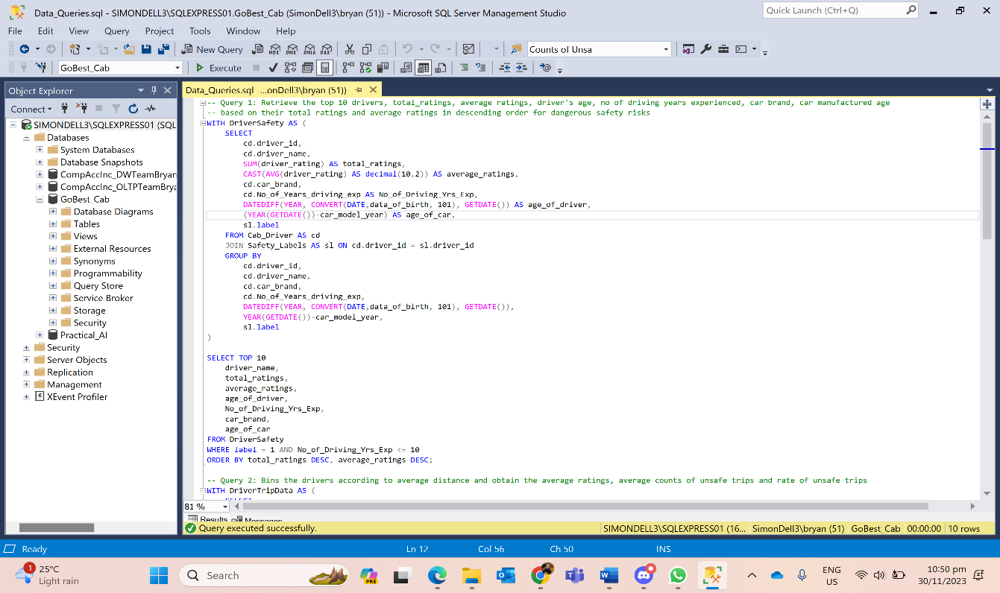 Data_Queries.sql - SIMONDELL3\SQLEXPRESS01.GoBest_Cab (SimonDell3\bryan (51)) - Microsoft SQL Server Management Studio
Quick Launch (Ctrl+Q)
File Edit View Query Project Tools Window Help
New Query
MDX DMX XMLA DAX
Counts of Unsa
GoBest_Cab
Execute
Object Explorer
Connect
SIMONDELL3\SQLEXPRESS01 (SQL
Databases
System Databases
Database Snapshots
CompAccInc_DWTeamBryan
CompAccInc_OLTPTeamBrya
GoBest_Cab
Database Diagrams
Tables
Views
External Resources
Synonyms
Programmability
Query Store
Service Broker
Storage
Security
Practical_AI
Security
Server Objects
Replication
Management
XEvent Profiler
Data_Queries.sql -...onDell3\bryan (51))
-- Query 1: Retrieve the top 10 drivers, total_ratings, average ratings, driver's age, no of driving years experienced, car brand, car manufactured age
-- based on their total ratings and average ratings in descending order for dangerous safety risks
WITH DriverSafety AS (
SELECT
cd.driver_id,
cd.driver_name,
SUM(driver_rating) AS total_ratings,
CAST(AVG(driver_rating) AS decimal(10,2)) AS average_ratings,
cd.car_brand,
cd.No_of_Years_driving_exp AS No_of_Driving_Yrs_Exp,
DATEDIFF(YEAR, CONVERT(DATE,data_of_birth, 101), GETDATE()) AS age_of_driver,
(YEAR(GETDATE())-car_model_year) AS age_of_car,
sl.label
FROM Cab_Driver AS cd
JOIN Safety_Labels AS sl ON cd.driver_id = sl.driver_id
GROUP BY
cd.driver_id,
cd.driver_name,
cd.car_brand,
cd.No_of_Years_driving_exp,
DATEDIFF(YEAR, CONVERT(DATE,data_of_birth, 101), GETDATE()),
YEAR(GETDATE())-car_model_year,
sl.label
)
SELECT TOP 10
driver_name,
total_ratings,
average_ratings,
age_of_driver,
No_of_Driving_Yrs_Exp,
car_brand,
age_of_car
FROM DriverSafety
WHERE label = 1 AND No_of_Driving_Yrs_Exp <= 10
ORDER BY total_ratings DESC, average_ratings DESC;
-- Query 2: Bins the drivers according to average distance and obtain the average ratings, average counts of unsafe trips and rate of unsafe trips
WITH DriverTripData AS (
SELECT
81 %
Results Messages
Query executed successfully.
SIMONDELL3\SQLEXPRESS01 (16... SimonDell3\bryan (51) GoBest_Cab 00:00:00 10 rows
Ready Ln 12 Col 56 Ch 50 INS
1
25°C
Light rain
Search
PRE
ENG
US
10:50 pm
30/11/2023